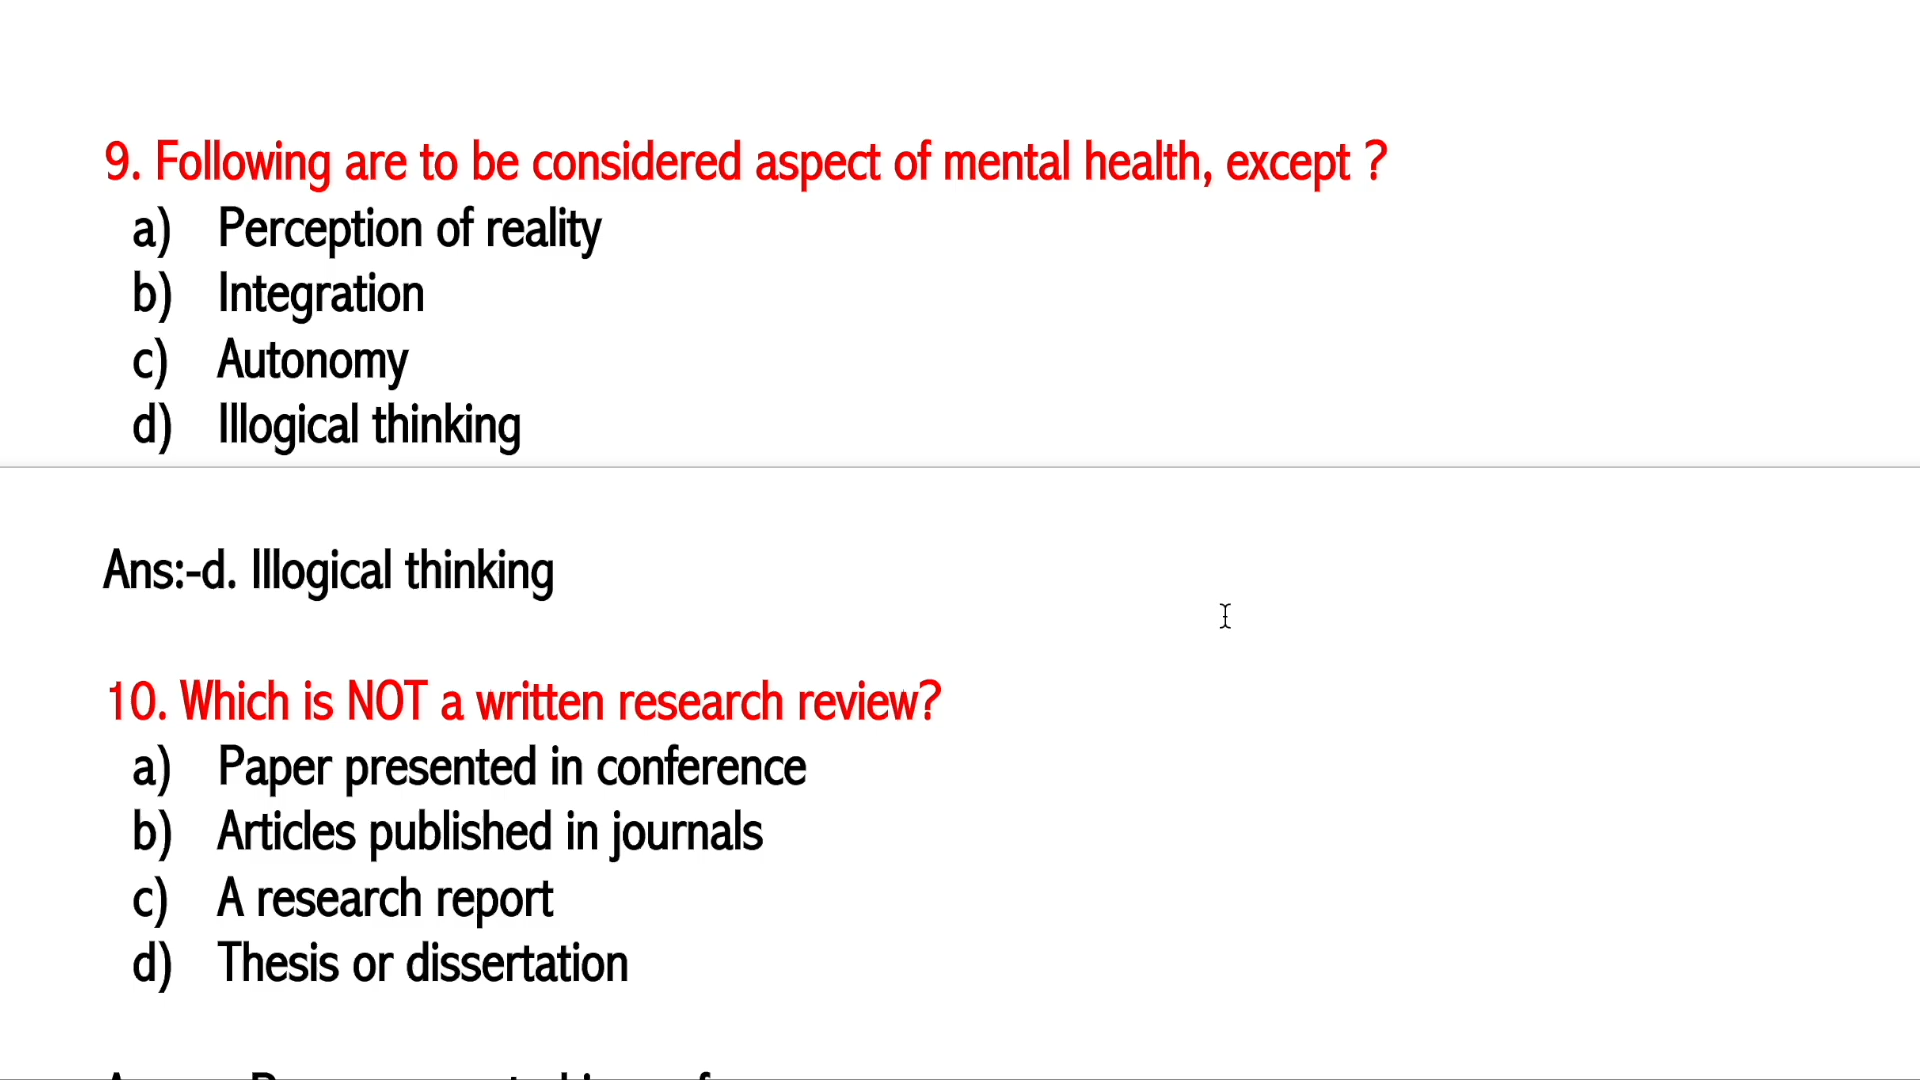 9. Following are to be considered aspect of mental health, except ?
a) Perception of reality
b) Integration
c) Autonomy
d) Illogical thinking
Ans:-d. Illogical thinking
10. Which is NOT a written research review?
a) Paper presented in conference
b) Articles published in journals
c) A research report
d) Thesis or dissertation